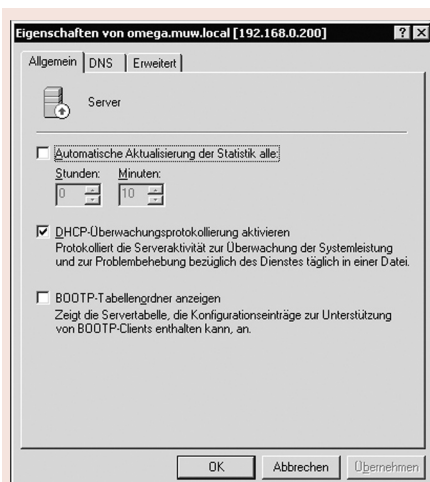 Eigenschaften von omega.muw.local [192.168.0.200]
Allgemein DNS Erweitert
Server
Automatische Aktualisierung der Statistik alle:
Stunden: Minuten:
0 10
DHCP-Überwachungsprotokollierung aktivieren
Protokolliert die Serveraktivität zur Überwachung der Systemleistung
und zur Problembehebung bezüglich des Dienstes täglich in einer Datei.
BOOTP-Tabellenordner anzeigen
Zeigt die Servertabelle, die Konfigurationseinträge zur Unterstützung
von BOOTP-Clients enthalten kann, an.
OK Abbrechen Übernehmen